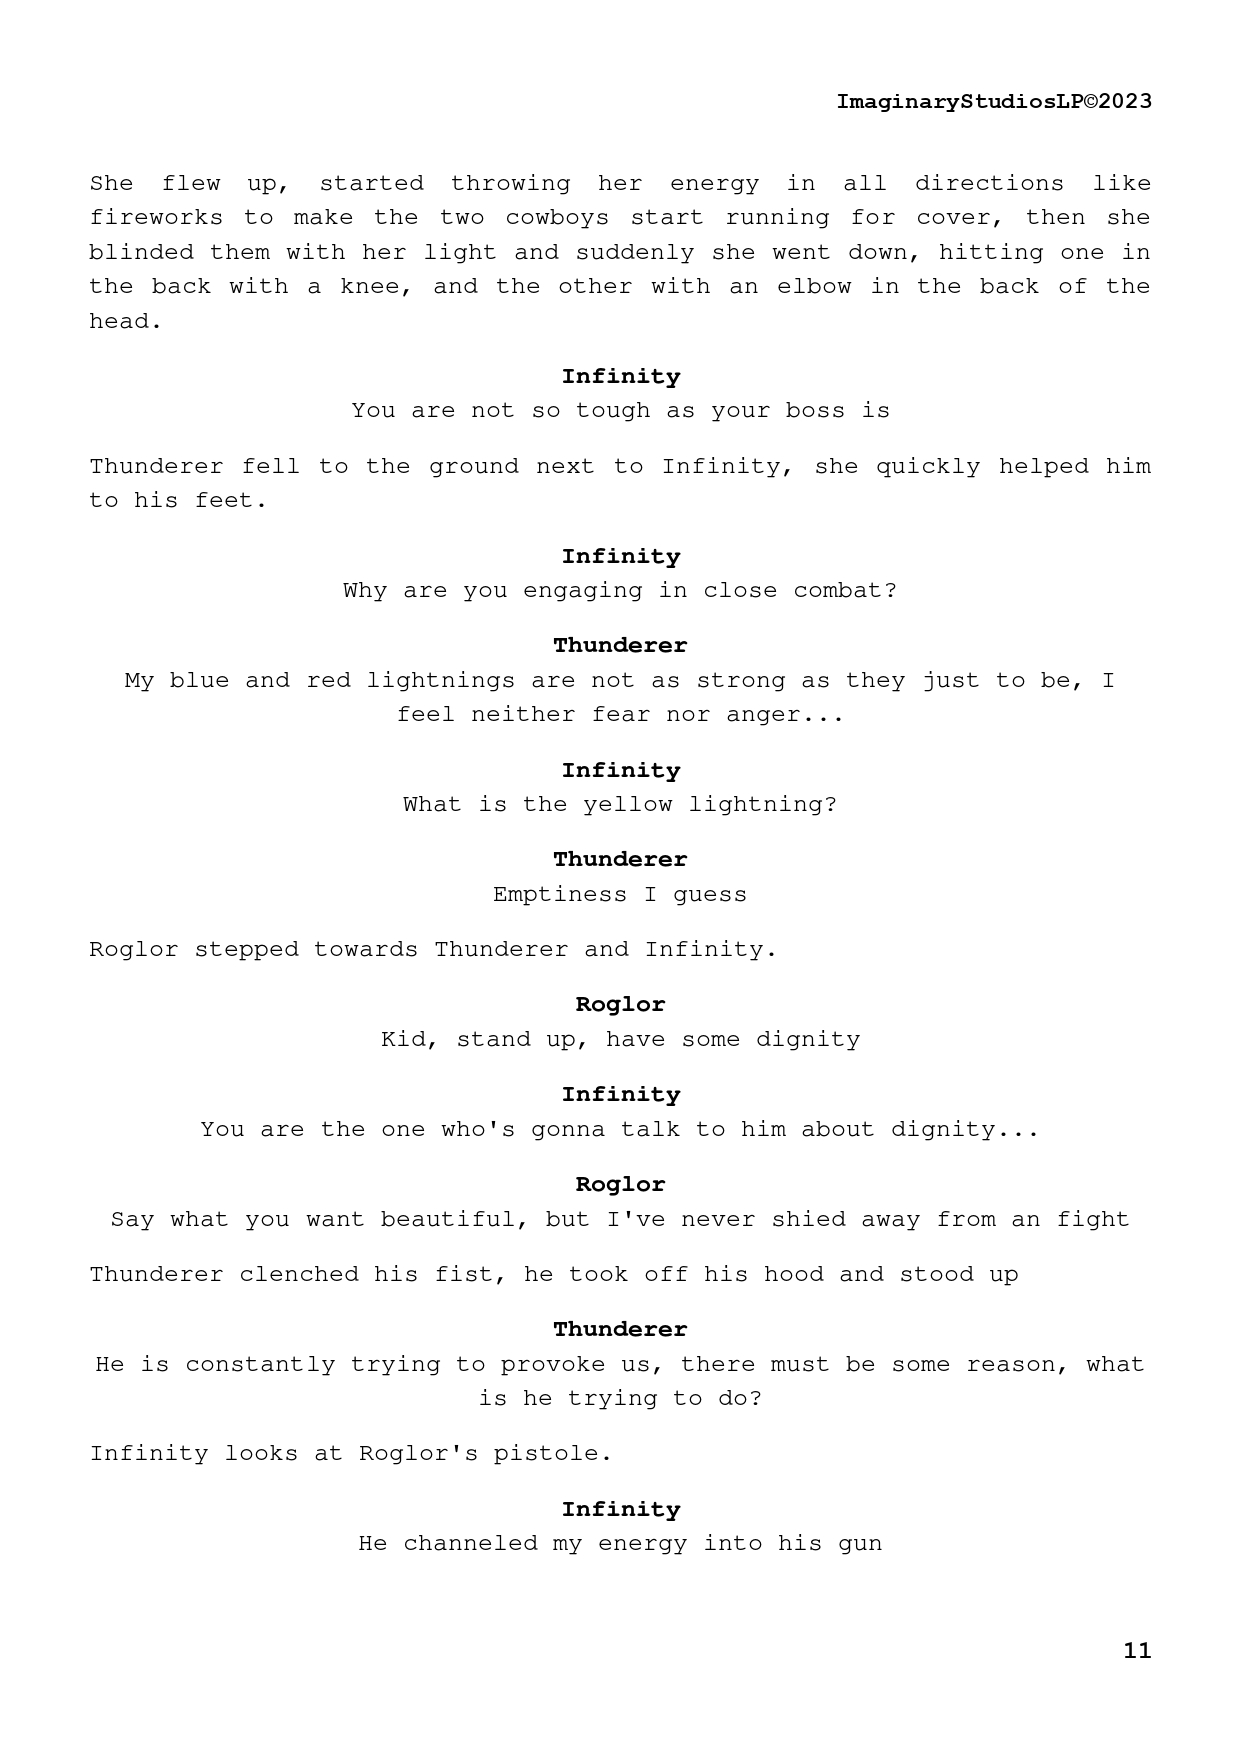 ImaginaryStudiosLP©2023
She flew up, started throwing her energy in all directions like
fireworks to make the two cowboys start running for cover, then she
blinded them with her light and suddenly she went down, hitting one in
the back with a knee, and the other with an elbow in the back of the
head.
Infinity
You are not so tough as your boss is
Thunderer fell to the ground next to Infinity, she quickly helped him
to his feet.
Infinity
Why are you engaging in close combat?
Thunderer
My blue and red lightnings are not as strong as they just to be, I
feel neither fear nor anger...
Infinity
What is the yellow lightning?
Thunderer
Emptiness I guess
Roglor stepped towards Thunderer and Infinity.
Roglor
Kid, stand up, have some dignity
Infinity
You are the one who's gonna talk to him about dignity...
Roglor
Say what you want beautiful, but I've never shied away from an fight
Thunderer clenched his fist, he took off his hood and stood up
Thunderer
He is constantly trying to provoke us, there must be some reason, what
is he trying to do?
Infinity looks at Roglor's pistole.
Infinity
He channeled my energy into his gun
11